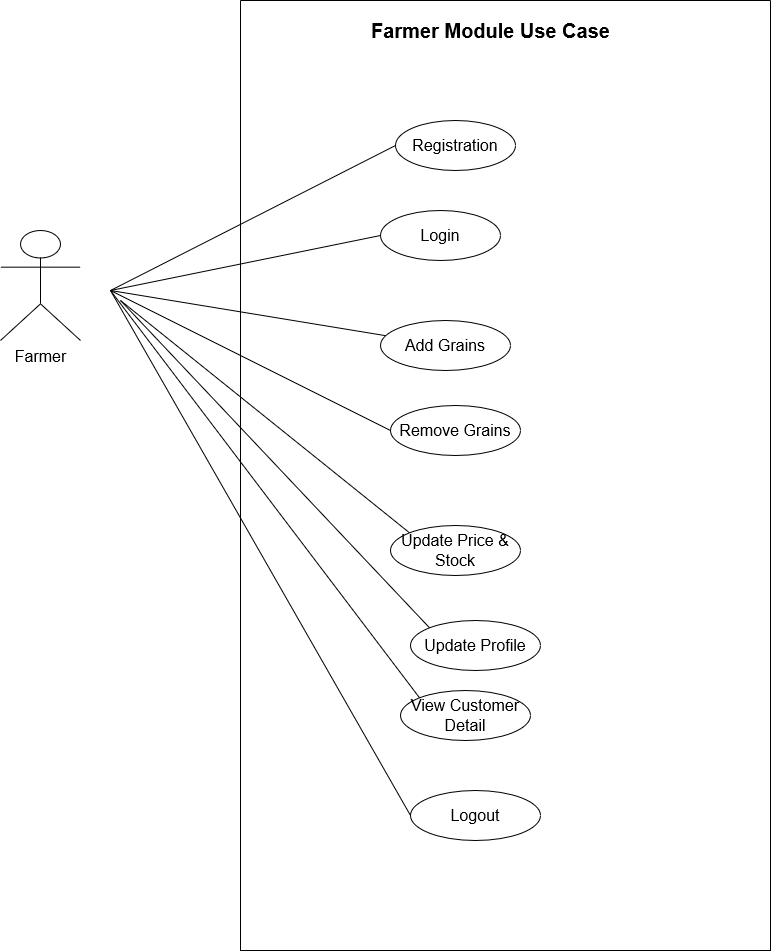 Farmer Module Use Case
Registration
Login
Farmer
Add Grains
Remove Grains
Update Price &
Stock
Update Profile
View Customer
Detail
Logout